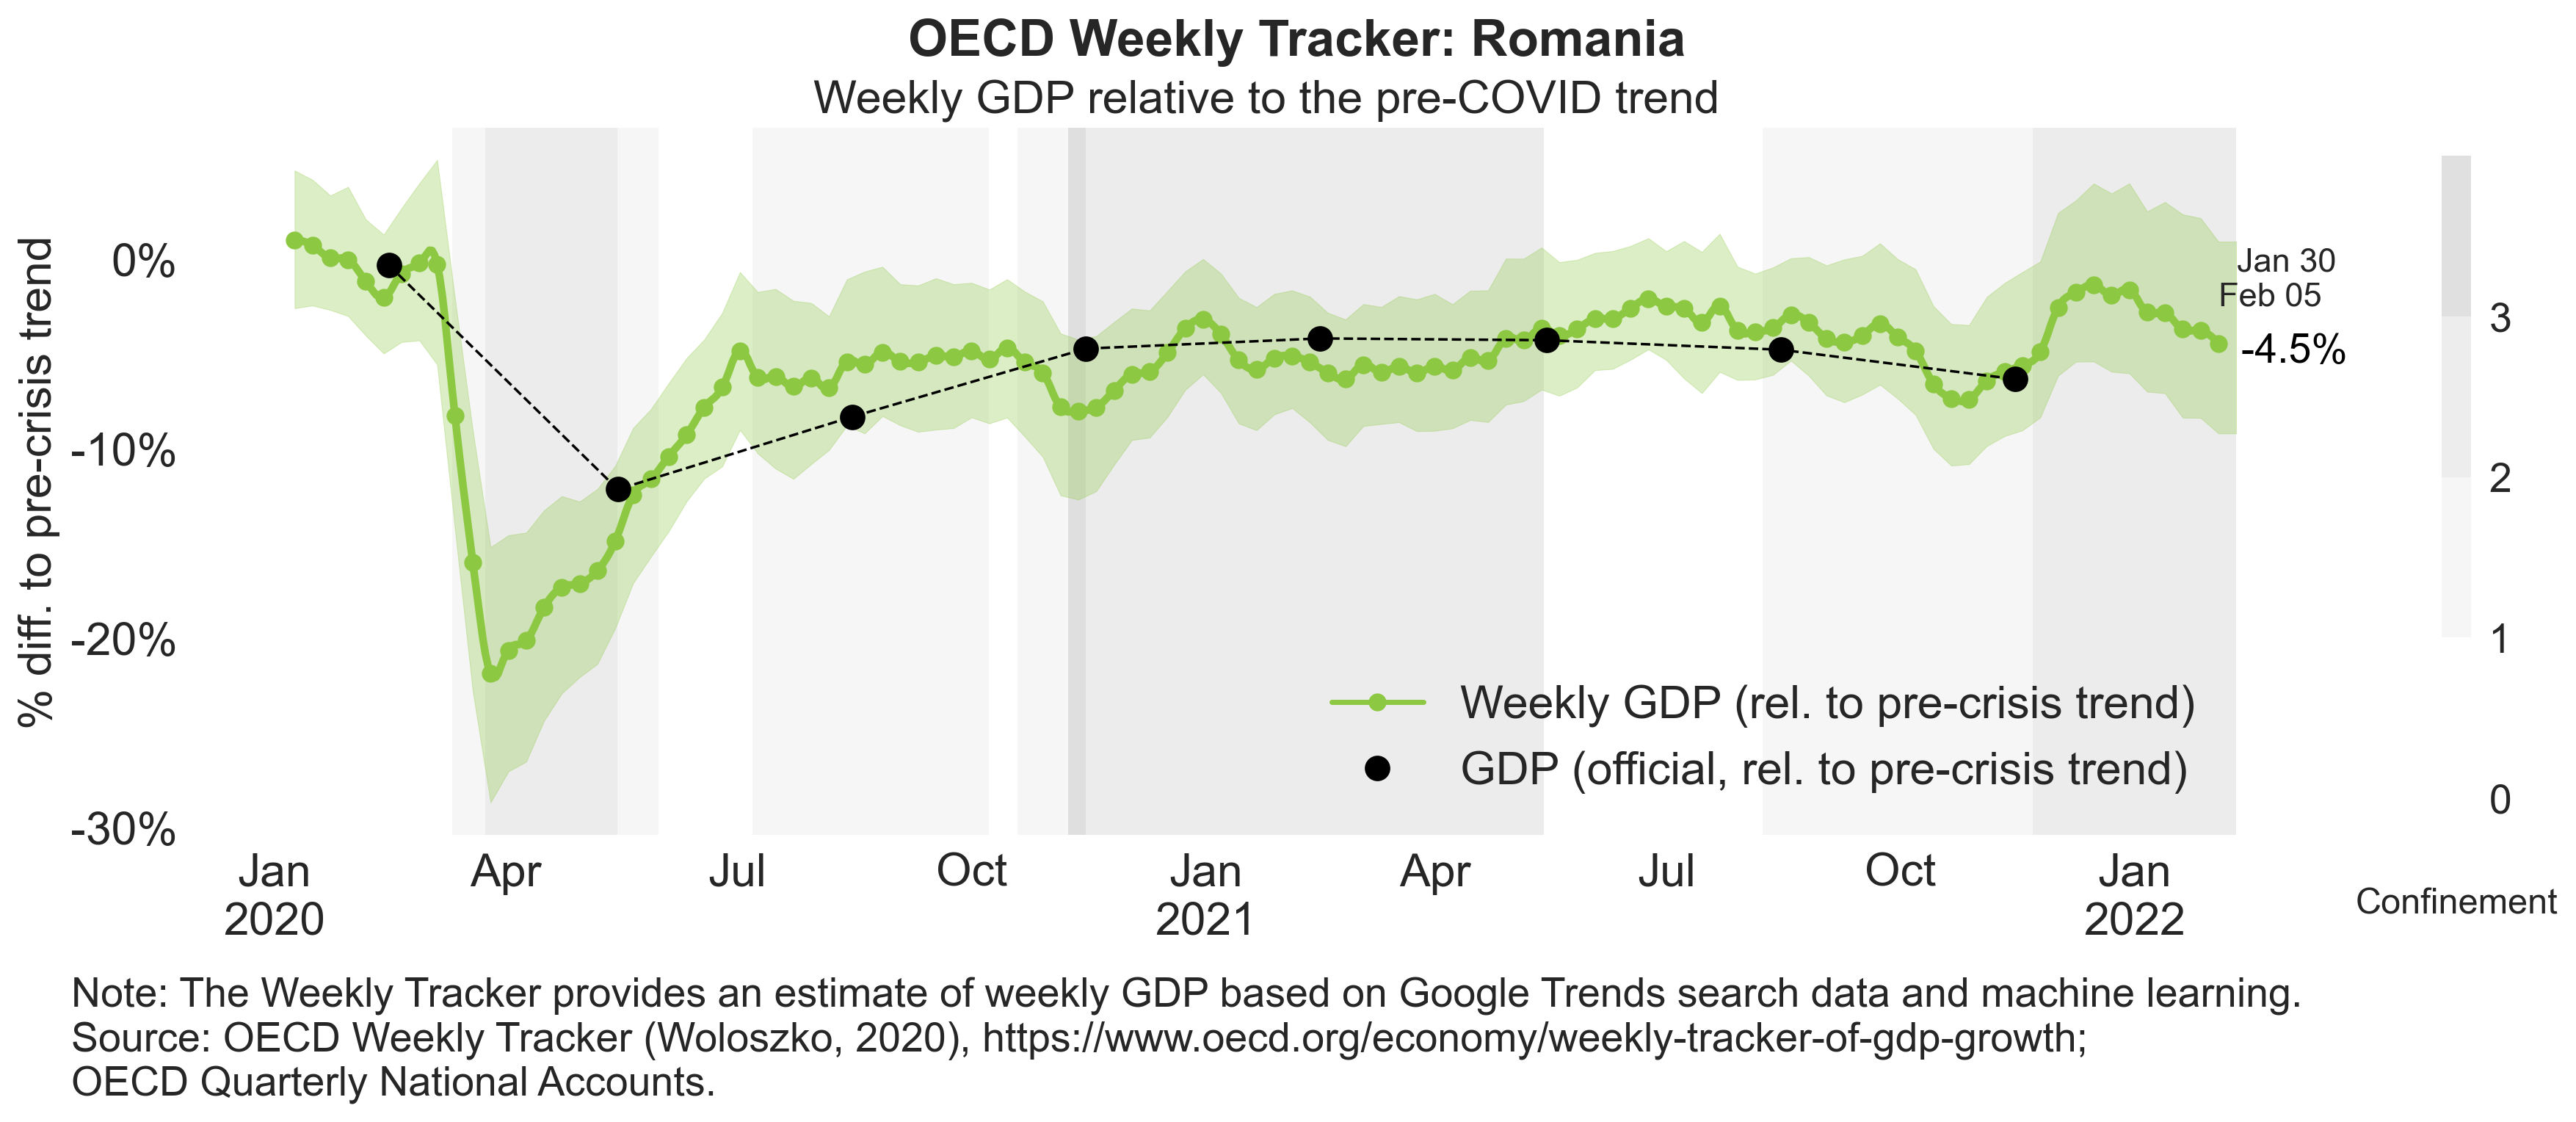 OECD Weekly Tracker: Romania
Weekly GDP relative to the pre-COVID trend
% diff. to pre-crisis trend
0%
-10%
-20%
-30%
Jan 30
Feb 05
-4.5%
3
2
1
0
Confinement
Weekly GDP (rel. to pre-crisis trend)
GDP (official, rel. to pre-crisis trend)
Jan Apr Jul Oct Jan Apr Jul Oct Jan
2020 2021 2022
Note: The Weekly Tracker provides an estimate of weekly GDP based on Google Trends search data and machine learning.
Source: OECD Weekly Tracker (Woloszko, 2020), https://www.oecd.org/economy/weekly-tracker-of-gdp-growth;
OECD Quarterly National Accounts.